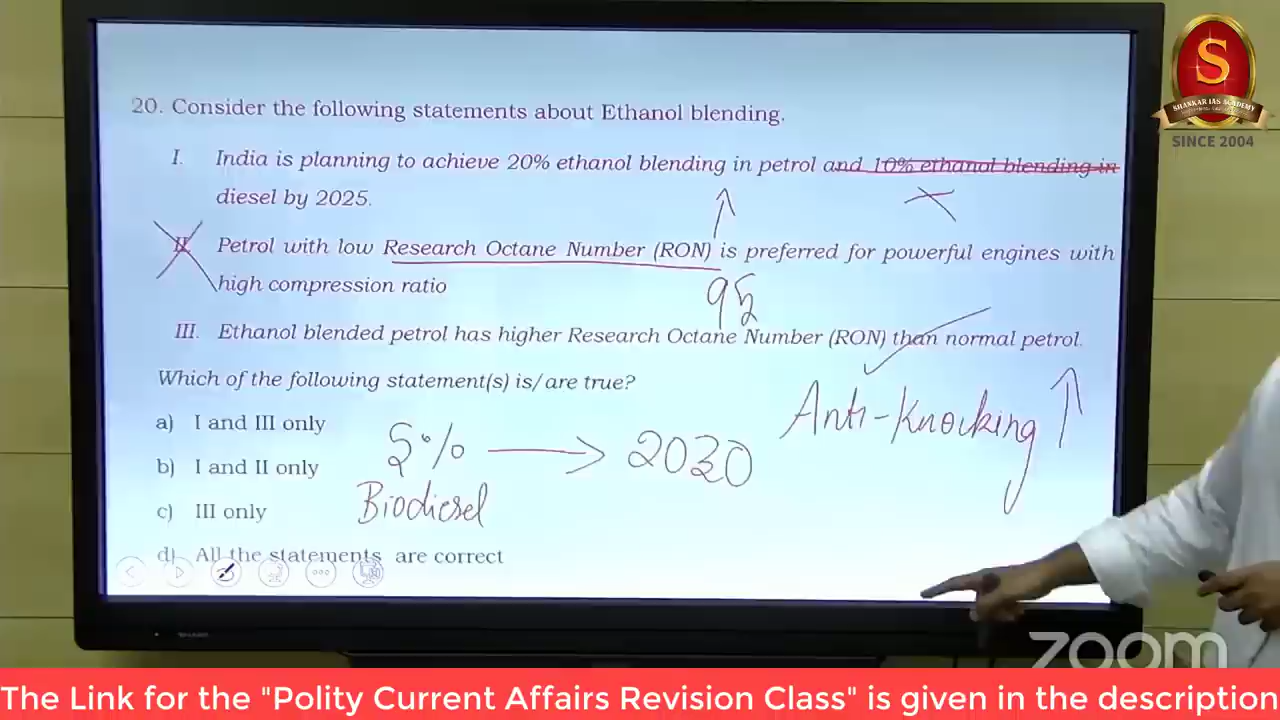 20. Consider the following statements about Ethanol blending.
I. India is planning to achieve 20% ethanol blending in petrol and 10% ethanol blending in
diesel by 2025.
II. Petrol with low Research Octane Number (RON) is preferred for powerful engines with
high compression ratio
95
III. Ethanol blended petrol has higher Research Octane Number (RON) than normal petrol.
Which of the following statement(s) is/are true?
a) I and III only
b) I and II only
c) III only
d) All the statements are correct
5% → 2030
Biodiesel
Anti-Knocking ↑
S
SHANKAR IAS ACADEMY
SINCE 2004
zoom
The Link for the "Polity Current Affairs Revision Class" is given in the description